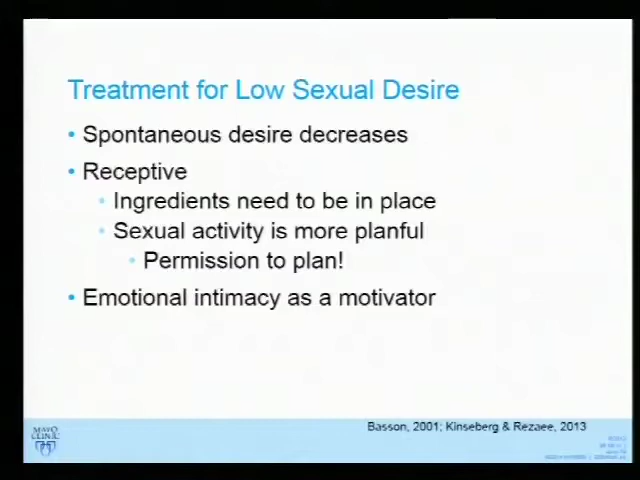 Treatment for Low Sexual Desire
• Spontaneous desire decreases
• Receptive
• Ingredients need to be in place
• Sexual activity is more planful
• Permission to plan!
• Emotional intimacy as a motivator
Basson, 2001; Kinseberg & Rezaee, 2013
MAYO
CLINIC